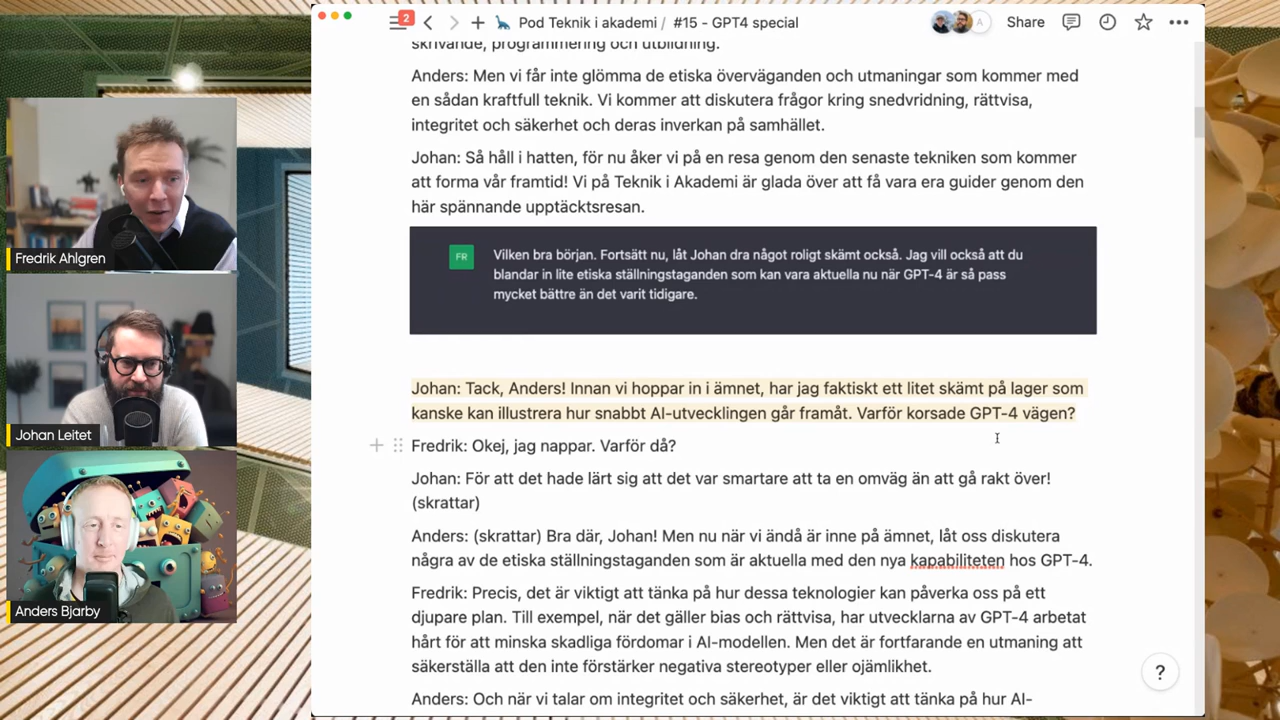 2
Pod Teknik i akademi / #15 - GPT4 special
A
Share
skrivande, programmering och utbildning.
Anders: Men vi får inte glömma de etiska överväganden och utmaningar som kommer med
en sådan kraftfull teknik. Vi kommer att diskutera frågor kring snedvridning, rättvisa,
integritet och säkerhet och deras inverkan på samhället.
Johan: Så håll i hatten, för nu åker vi på en resa genom den senaste tekniken som kommer
att forma vår framtid! Vi på Teknik i Akademi är glada över att få vara era guider genom den
här spännande upptäcktsresan.
FR
Vilken bra början. Fortsätt nu, låt Johan dra något roligt skämt också. Jag vill också att du
blandar in lite etiska ställningstaganden som kan vara aktuella nu när GPT-4 är så pass
mycket bättre än det varit tidigare.
Johan: Tack, Anders! Innan vi hoppar in i ämnet, har jag faktiskt ett litet skämt på lager som
kanske kan illustrera hur snabbt AI-utvecklingen går framåt. Varför korsade GPT-4 vägen?
Fredrik: Okej, jag nappar. Varför då?
Johan: För att det hade lärt sig att det var smartare att ta en omväg än att gå rakt över!
(skrattar)
Anders: (skrattar) Bra där, Johan! Men nu när vi ändå är inne på ämnet, låt oss diskutera
några av de etiska ställningstaganden som är aktuella med den nya kapabiliteten hos GPT-4.
Fredrik: Precis, det är viktigt att tänka på hur dessa teknologier kan påverka oss på ett
djupare plan. Till exempel, när det gäller bias och rättvisa, har utvecklarna av GPT-4 arbetat
hårt för att minska skadliga fördomar i AI-modellen. Men det är fortfarande en utmaning att
säkerställa att den inte förstärker negativa stereotyper eller ojämlikhet.
Anders: Och när vi talar om integritet och säkerhet, är det viktigt att tänka på hur AI-
?
Fredrik Ahlgren
Johan Leitet
Anders Bjarby